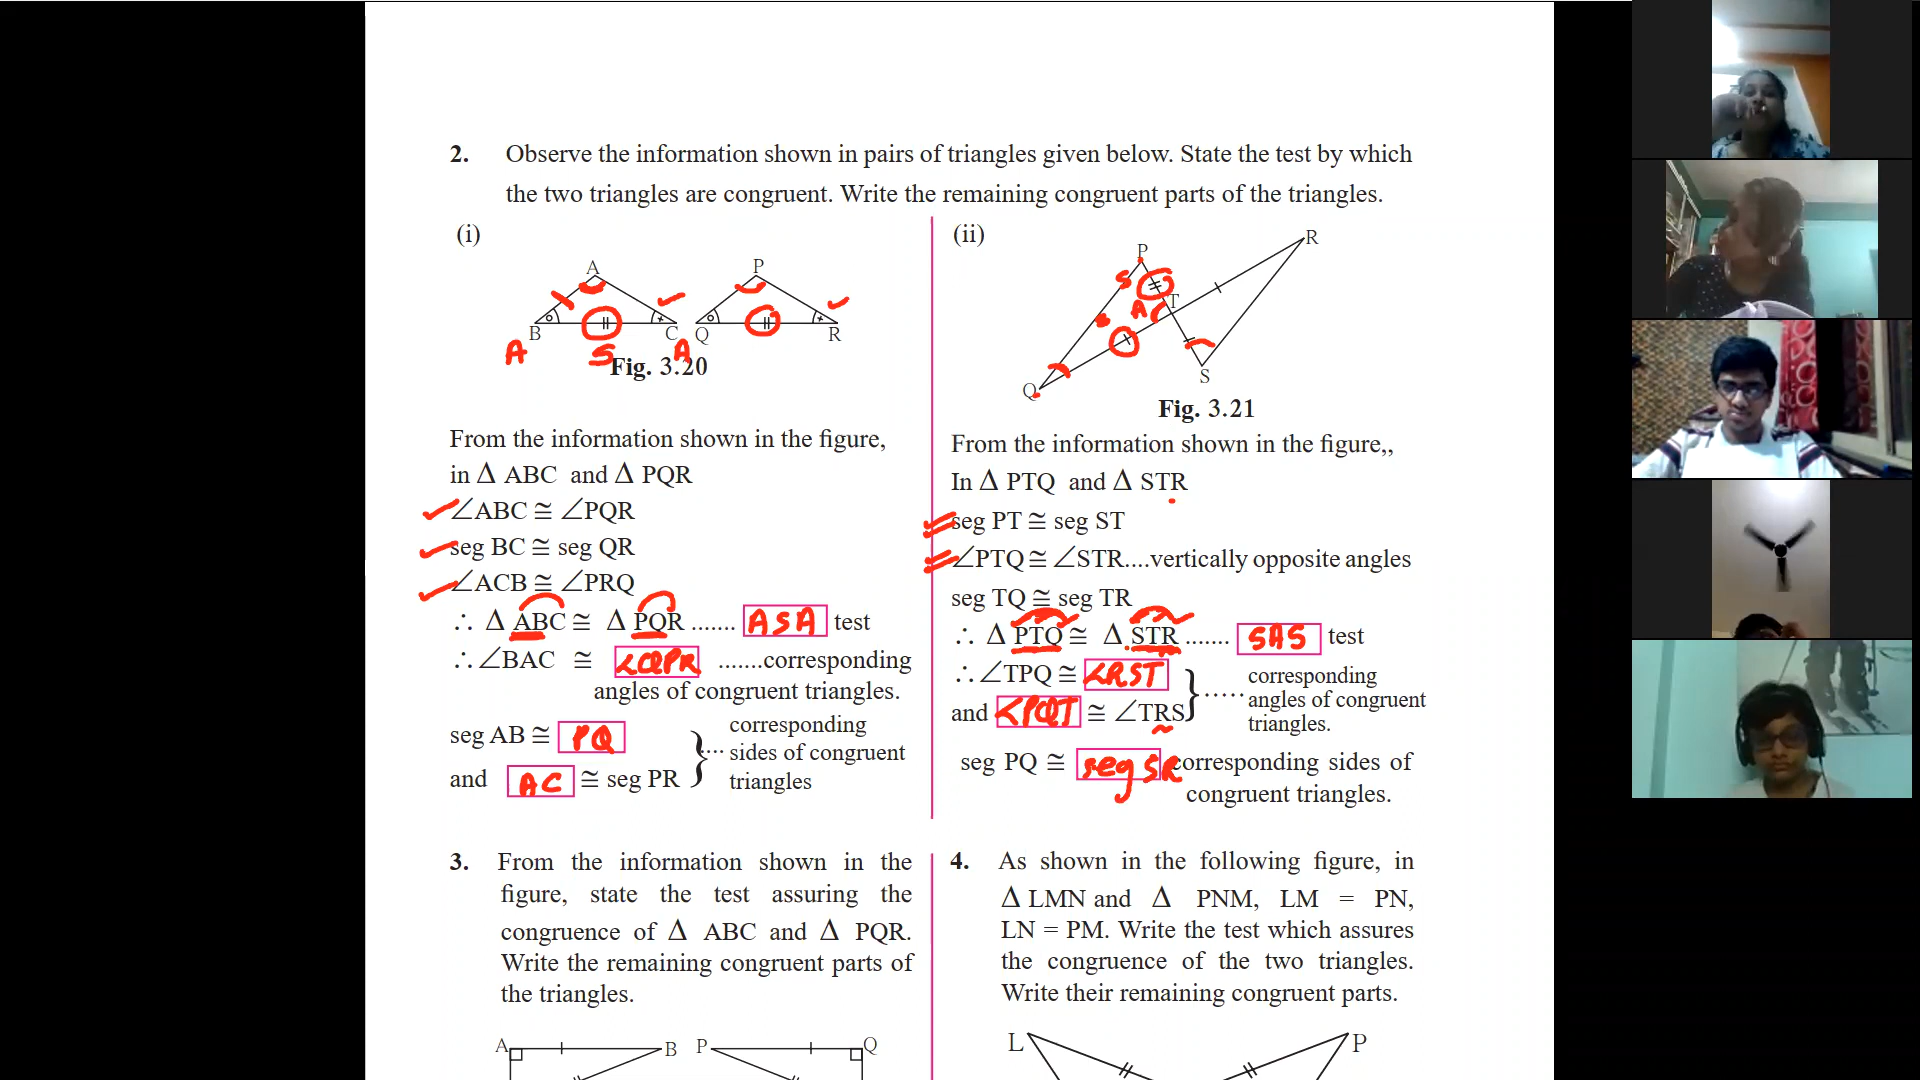 2. Observe the information shown in pairs of triangles given below. State the test by which
the two triangles are congruent. Write the remaining congruent parts of the triangles.
(i)
A
B
C
P
Q
R
A
S
A
Fig. 3.20
From the information shown in the figure,
in Δ ABC and Δ PQR
∠ABC ≅ ∠PQR
seg BC ≅ seg QR
∠ACB ≅ ∠PRQ
∴ Δ ABC ≅ Δ PQR ....... ASA test
∴ ∠BAC ≅ ∠QPR .......corresponding
angles of congruent triangles.
seg AB ≅ PQ
and AC ≅ seg PR
} ....
corresponding
sides of congruent
triangles
(ii)
P
R
S
A
T
Q
S
Fig. 3.21
From the information shown in the figure,,
In Δ PTQ and Δ STR
seg PT ≅ seg ST
∠PTQ ≅ ∠STR....vertically opposite angles
seg TQ ≅ seg TR
∴ Δ PTQ ≅ Δ STR ....... SAS test
∴ ∠TPQ ≅ ∠RST
and ∠PQT ≅ ∠TRS
} .....
corresponding
angles of congruent
triangles.
seg PQ ≅ seg SR corresponding sides of
congruent triangles.
3. From the information shown in the
figure, state the test assuring the
congruence of Δ ABC and Δ PQR.
Write the remaining congruent parts of
the triangles.
A
B
P
Q
4. As shown in the following figure, in
Δ LMN and Δ PNM, LM = PN,
LN = PM. Write the test which assures
the congruence of the two triangles.
Write their remaining congruent parts.
L
P